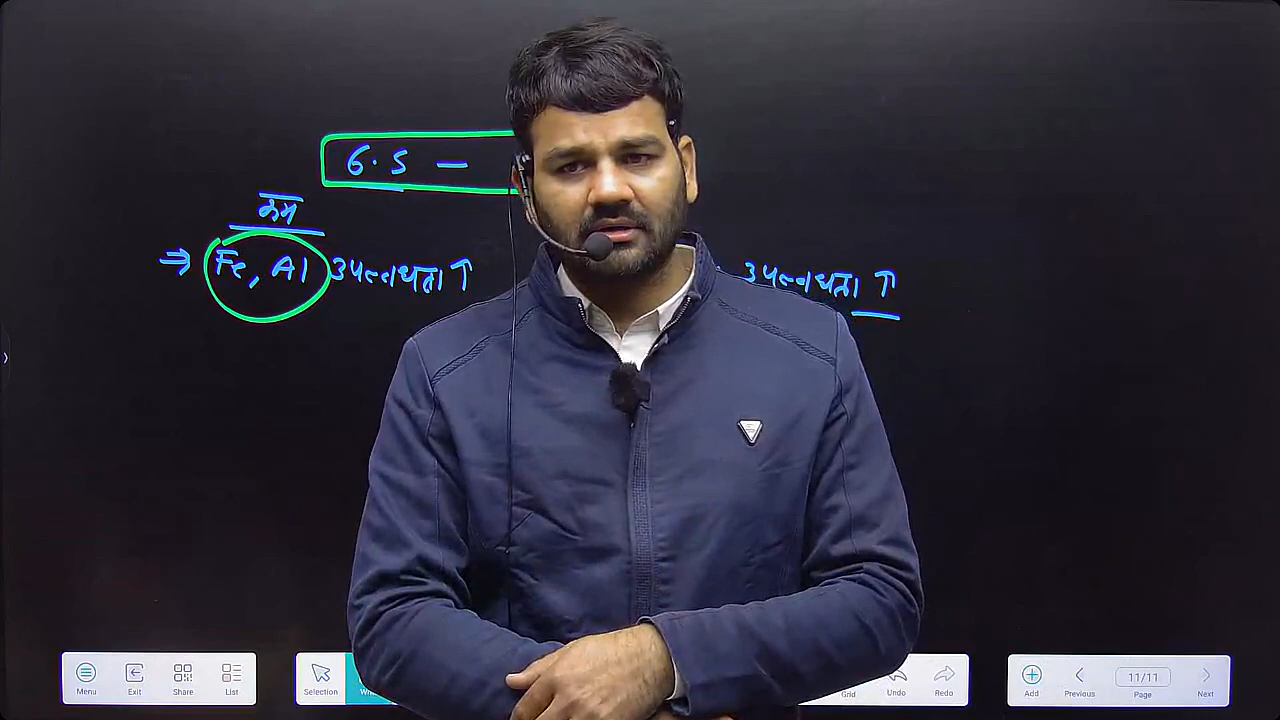 6.5 —
कम
⇒ Fe, Al उपलब्धता ↑
उपलब्धता ↑
Menu
Exit
Share
List
Selection
Grid
Undo
Redo
Add
Previous
11/11
Page
Next